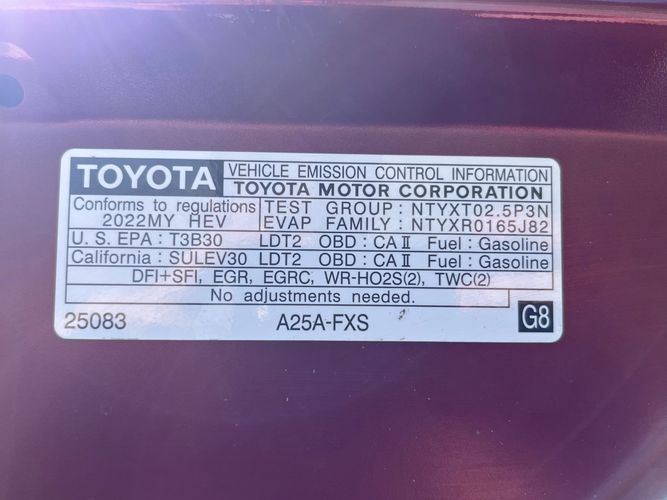 TOYOTA VEHICLE EMISSION CONTROL INFORMATION
TOYOTA MOTOR CORPORATION
Conforms to regulations TEST GROUP : NTYXT02.5P3N
2022MY HEV EVAP FAMILY : NTYXR0165J82
U. S. EPA : T3B30 LDT2 OBD : CA II Fuel : Gasoline
California : SULEV30 LDT2 OBD : CA II Fuel : Gasoline
DFI+SFI, EGR, EGRC, WR-HO2S(2), TWC(2)
No adjustments needed.
25083 A25A-FXS G8